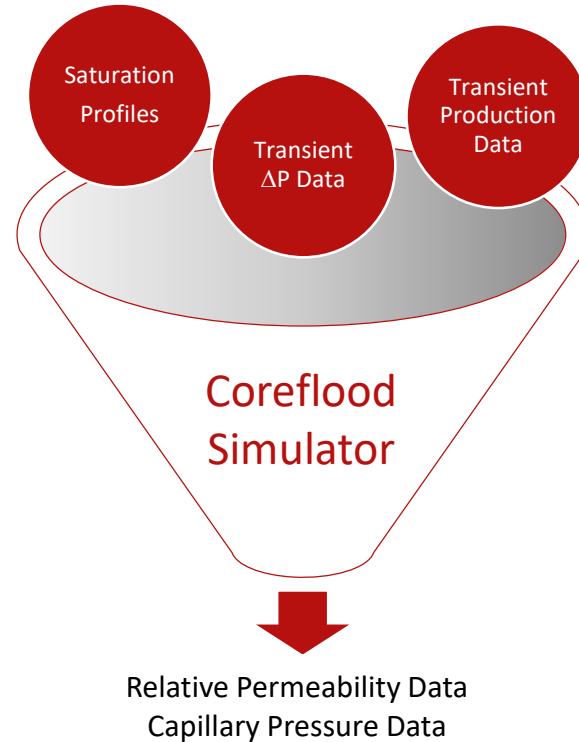 Saturation
Profiles
Transient
ΔP Data
Transient
Production
Data
Coreflood
Simulator
Relative Permeability Data
Capillary Pressure Data